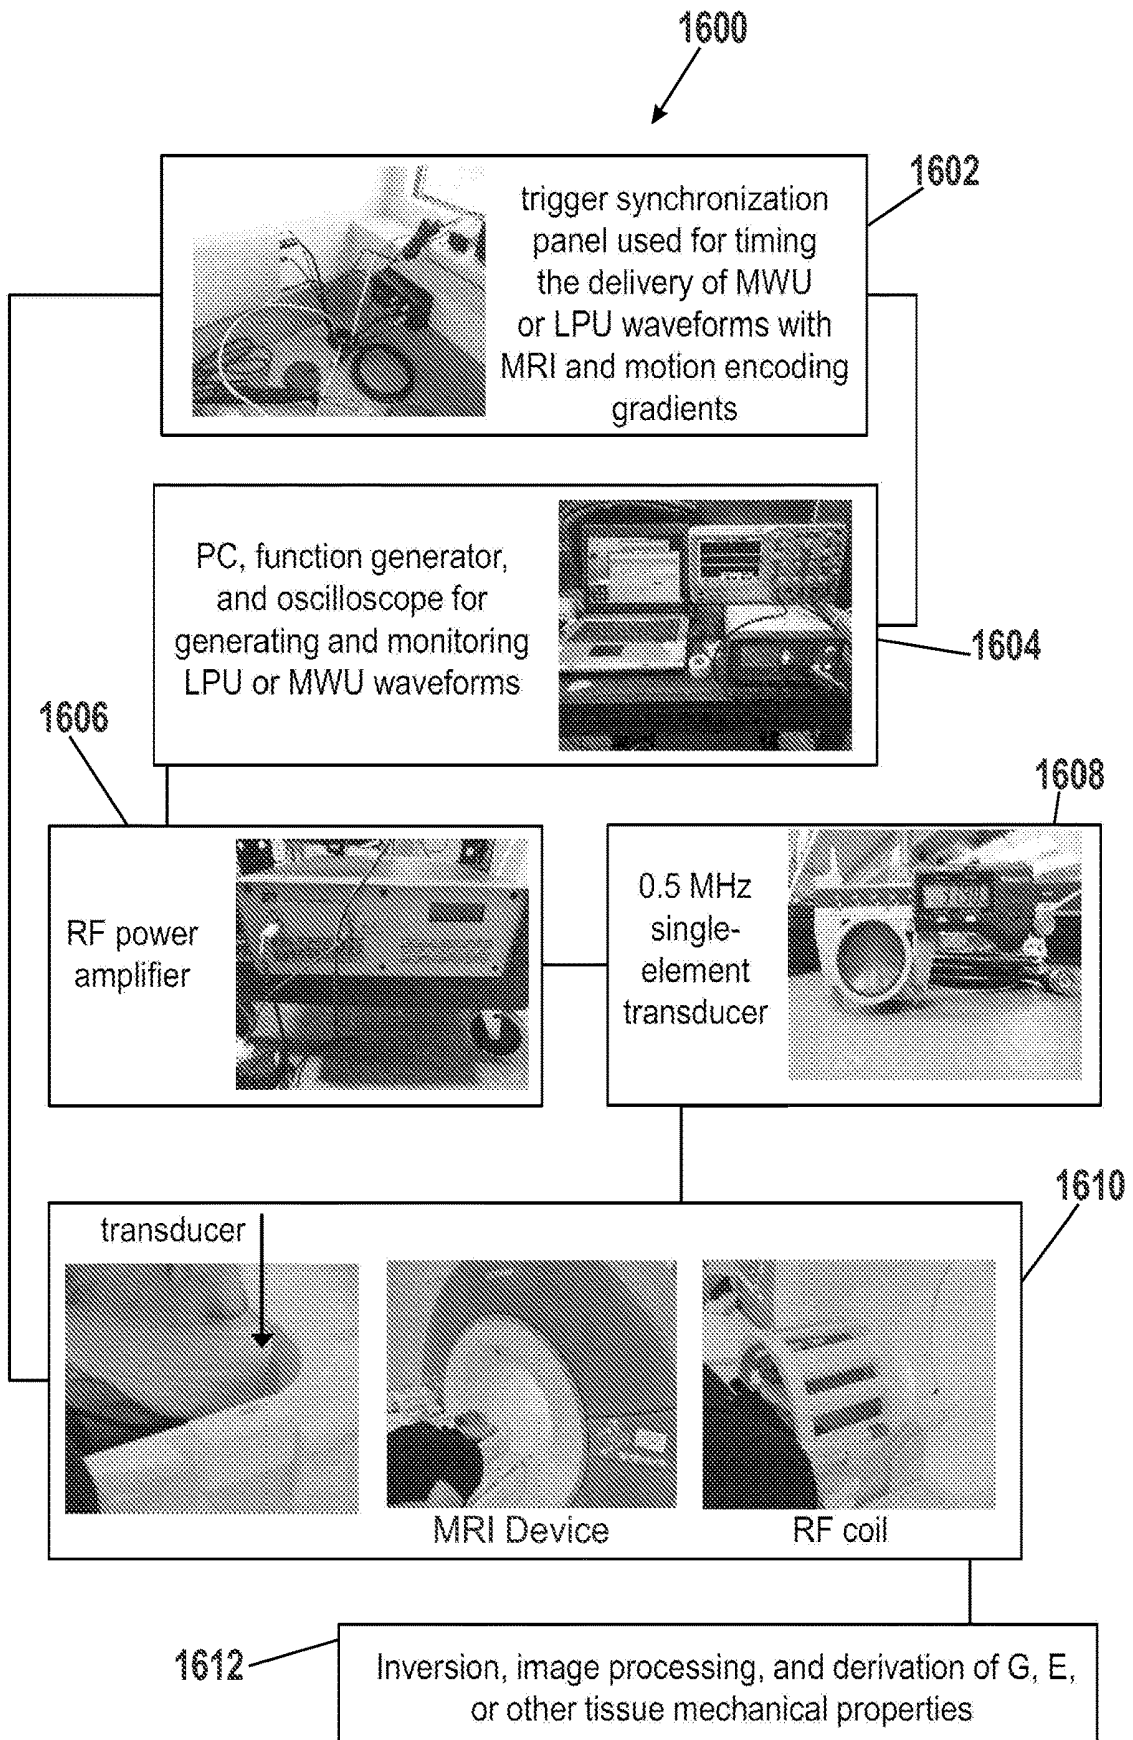 1600
1602
trigger synchronization
panel used for timing
the delivery of MWU
or LPU waveforms with
MRI and motion encoding
gradients
PC, function generator,
and oscilloscope for
generating and monitoring
LPU or MWU waveforms
1604
1606
RF power
amplifier
1608
0.5 MHz
single-
element
transducer
1610
transducer
MRI Device
RF coil
1612
Inversion, image processing, and derivation of G, E,
or other tissue mechanical properties